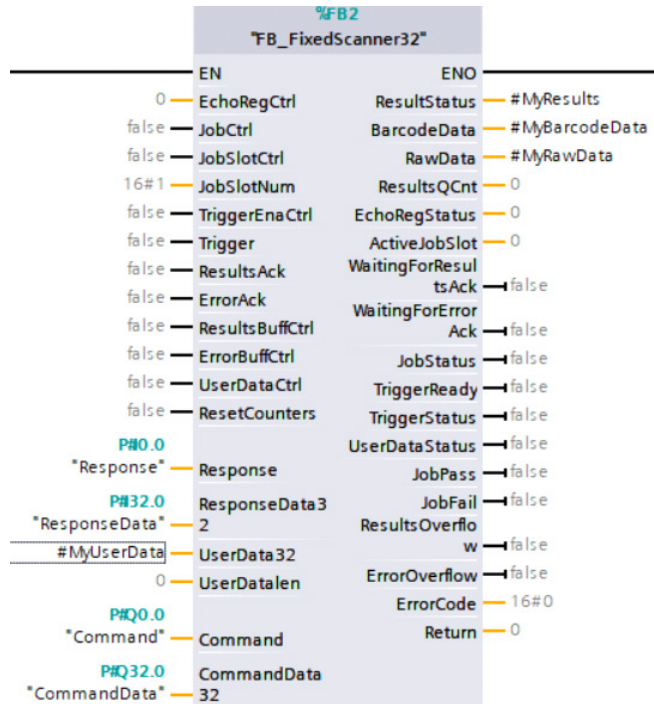 %FB2
"FB_FixedScanner32"
EN ENO
0 EchoRegCtrl ResultStatus #MyResults
false JobCtrl BarcodeData #MyBarcodeData
false JobSlotCtrl RawData #MyRawData
16#1 JobSlotNum ResultsQCnt 0
false TriggerEnaCtrl EchoRegStatus 0
false Trigger ActiveJobSlot 0
false ResultsAck WaitingForResul
tsAck false
false ErrorAck WaitingForError
Ack false
false ResultsBuffCtrl
false ErrorBuffCtrl JobStatus false
false UserDataCtrl TriggerReady false
false ResetCounters TriggerStatus false
P#I0.0 UserDataStatus false
"Response" Response JobPass false
P#I32.0 ResponseData3 JobFail false
"ResponseData" 2 ResultsOverflo
w false
#MyUserData UserData32
0 UserDatalen ErrorOverflow false
P#Q0.0 ErrorCode 16#0
"Command" Command Return 0
P#Q32.0 CommandData
"CommandData" 32